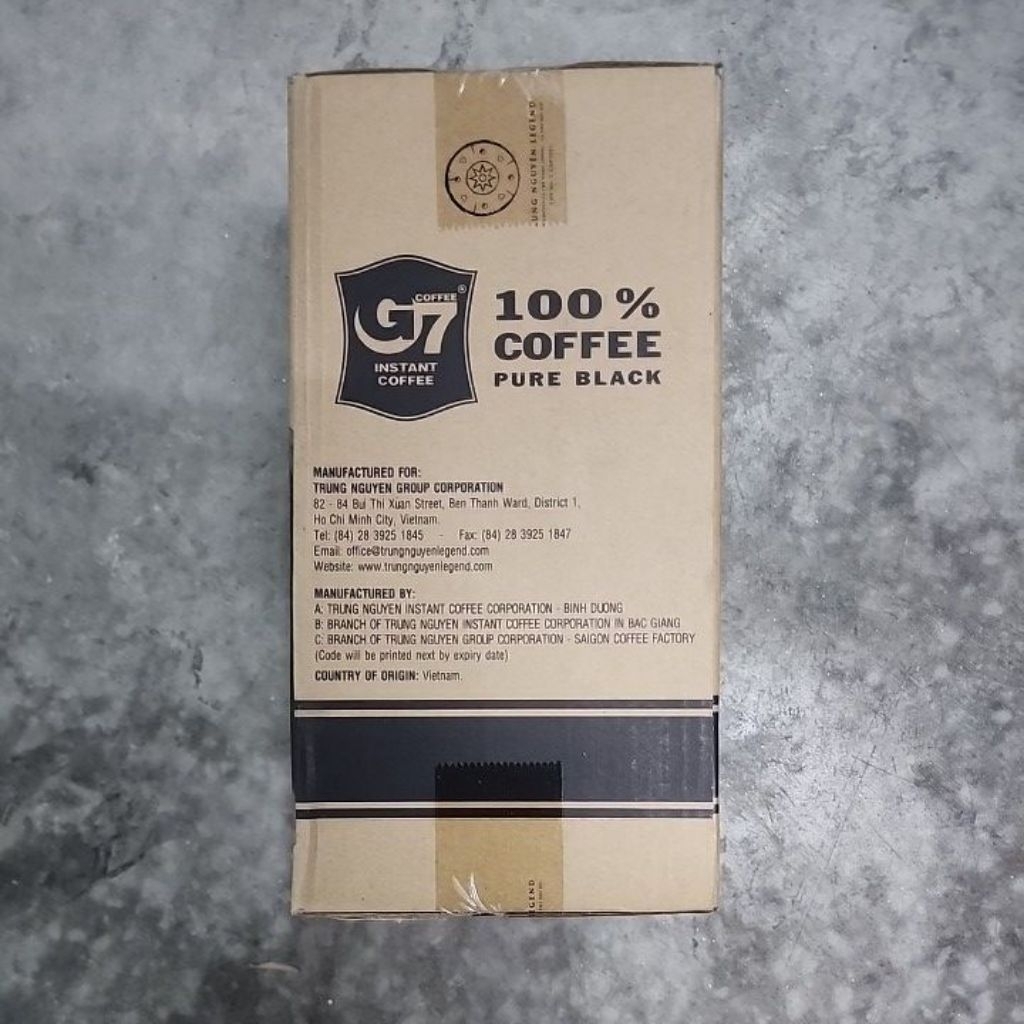 UNG NGUYEN LEGEND
COFFEE
G7®
INSTANT
COFFEE
100 %
COFFEE
PURE BLACK
MANUFACTURED FOR:
TRUNG NGUYEN GROUP CORPORATION
82 - 84 Bui Thi Xuan Street, Ben Thanh Ward, District 1,
Ho Chi Minh City, Vietnam.
Tel: (84) 28 3925 1845 - Fax: (84) 28 3925 1847
Email: office@trungnguyenlegend.com
Website: www.trungnguyenlegend.com
MANUFACTURED BY:
A: TRUNG NGUYEN INSTANT COFFEE CORPORATION - BINH DUONG
B: BRANCH OF TRUNG NGUYEN INSTANT COFFEE CORPORATION IN BAC GIANG
C: BRANCH OF TRUNG NGUYEN GROUP CORPORATION - SAIGON COFFEE FACTORY
(Code will be printed next by expiry date)
COUNTRY OF ORIGIN: Vietnam.
EGEND